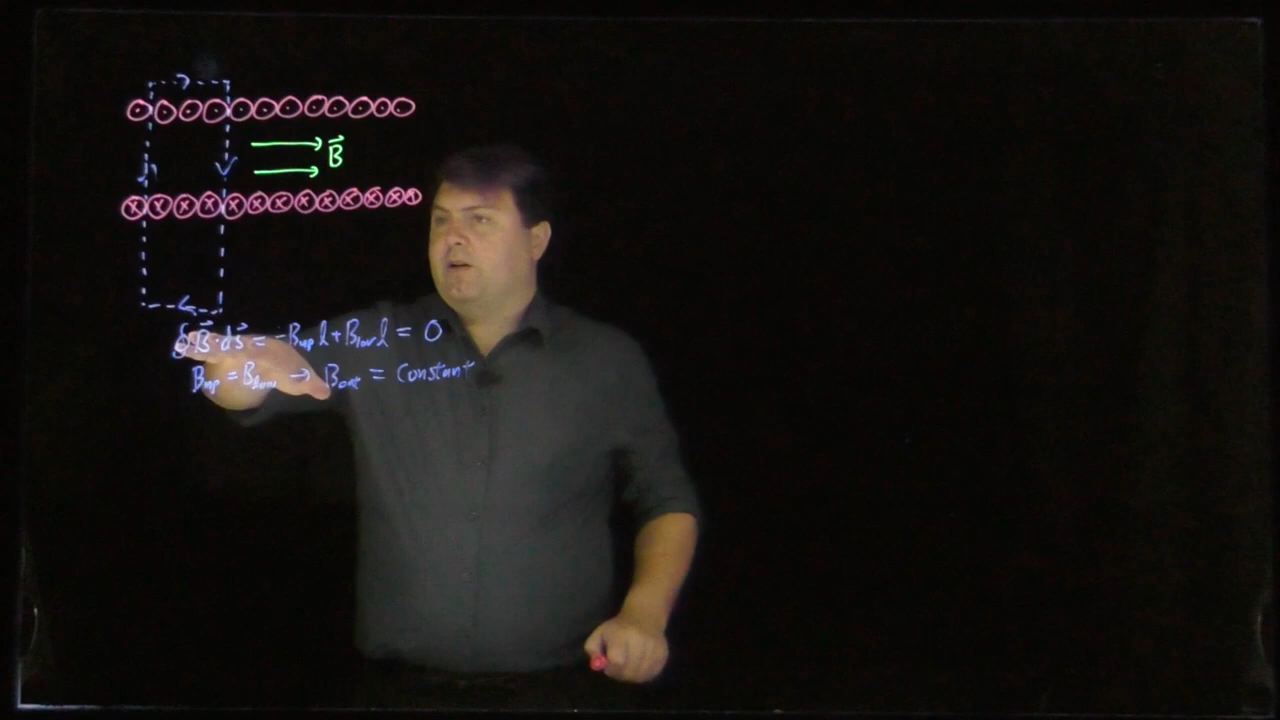 B⃗
∮ B⃗ · ds⃗ = -B_up l + B_low l = 0
B_up = B_low → B_out = Constant